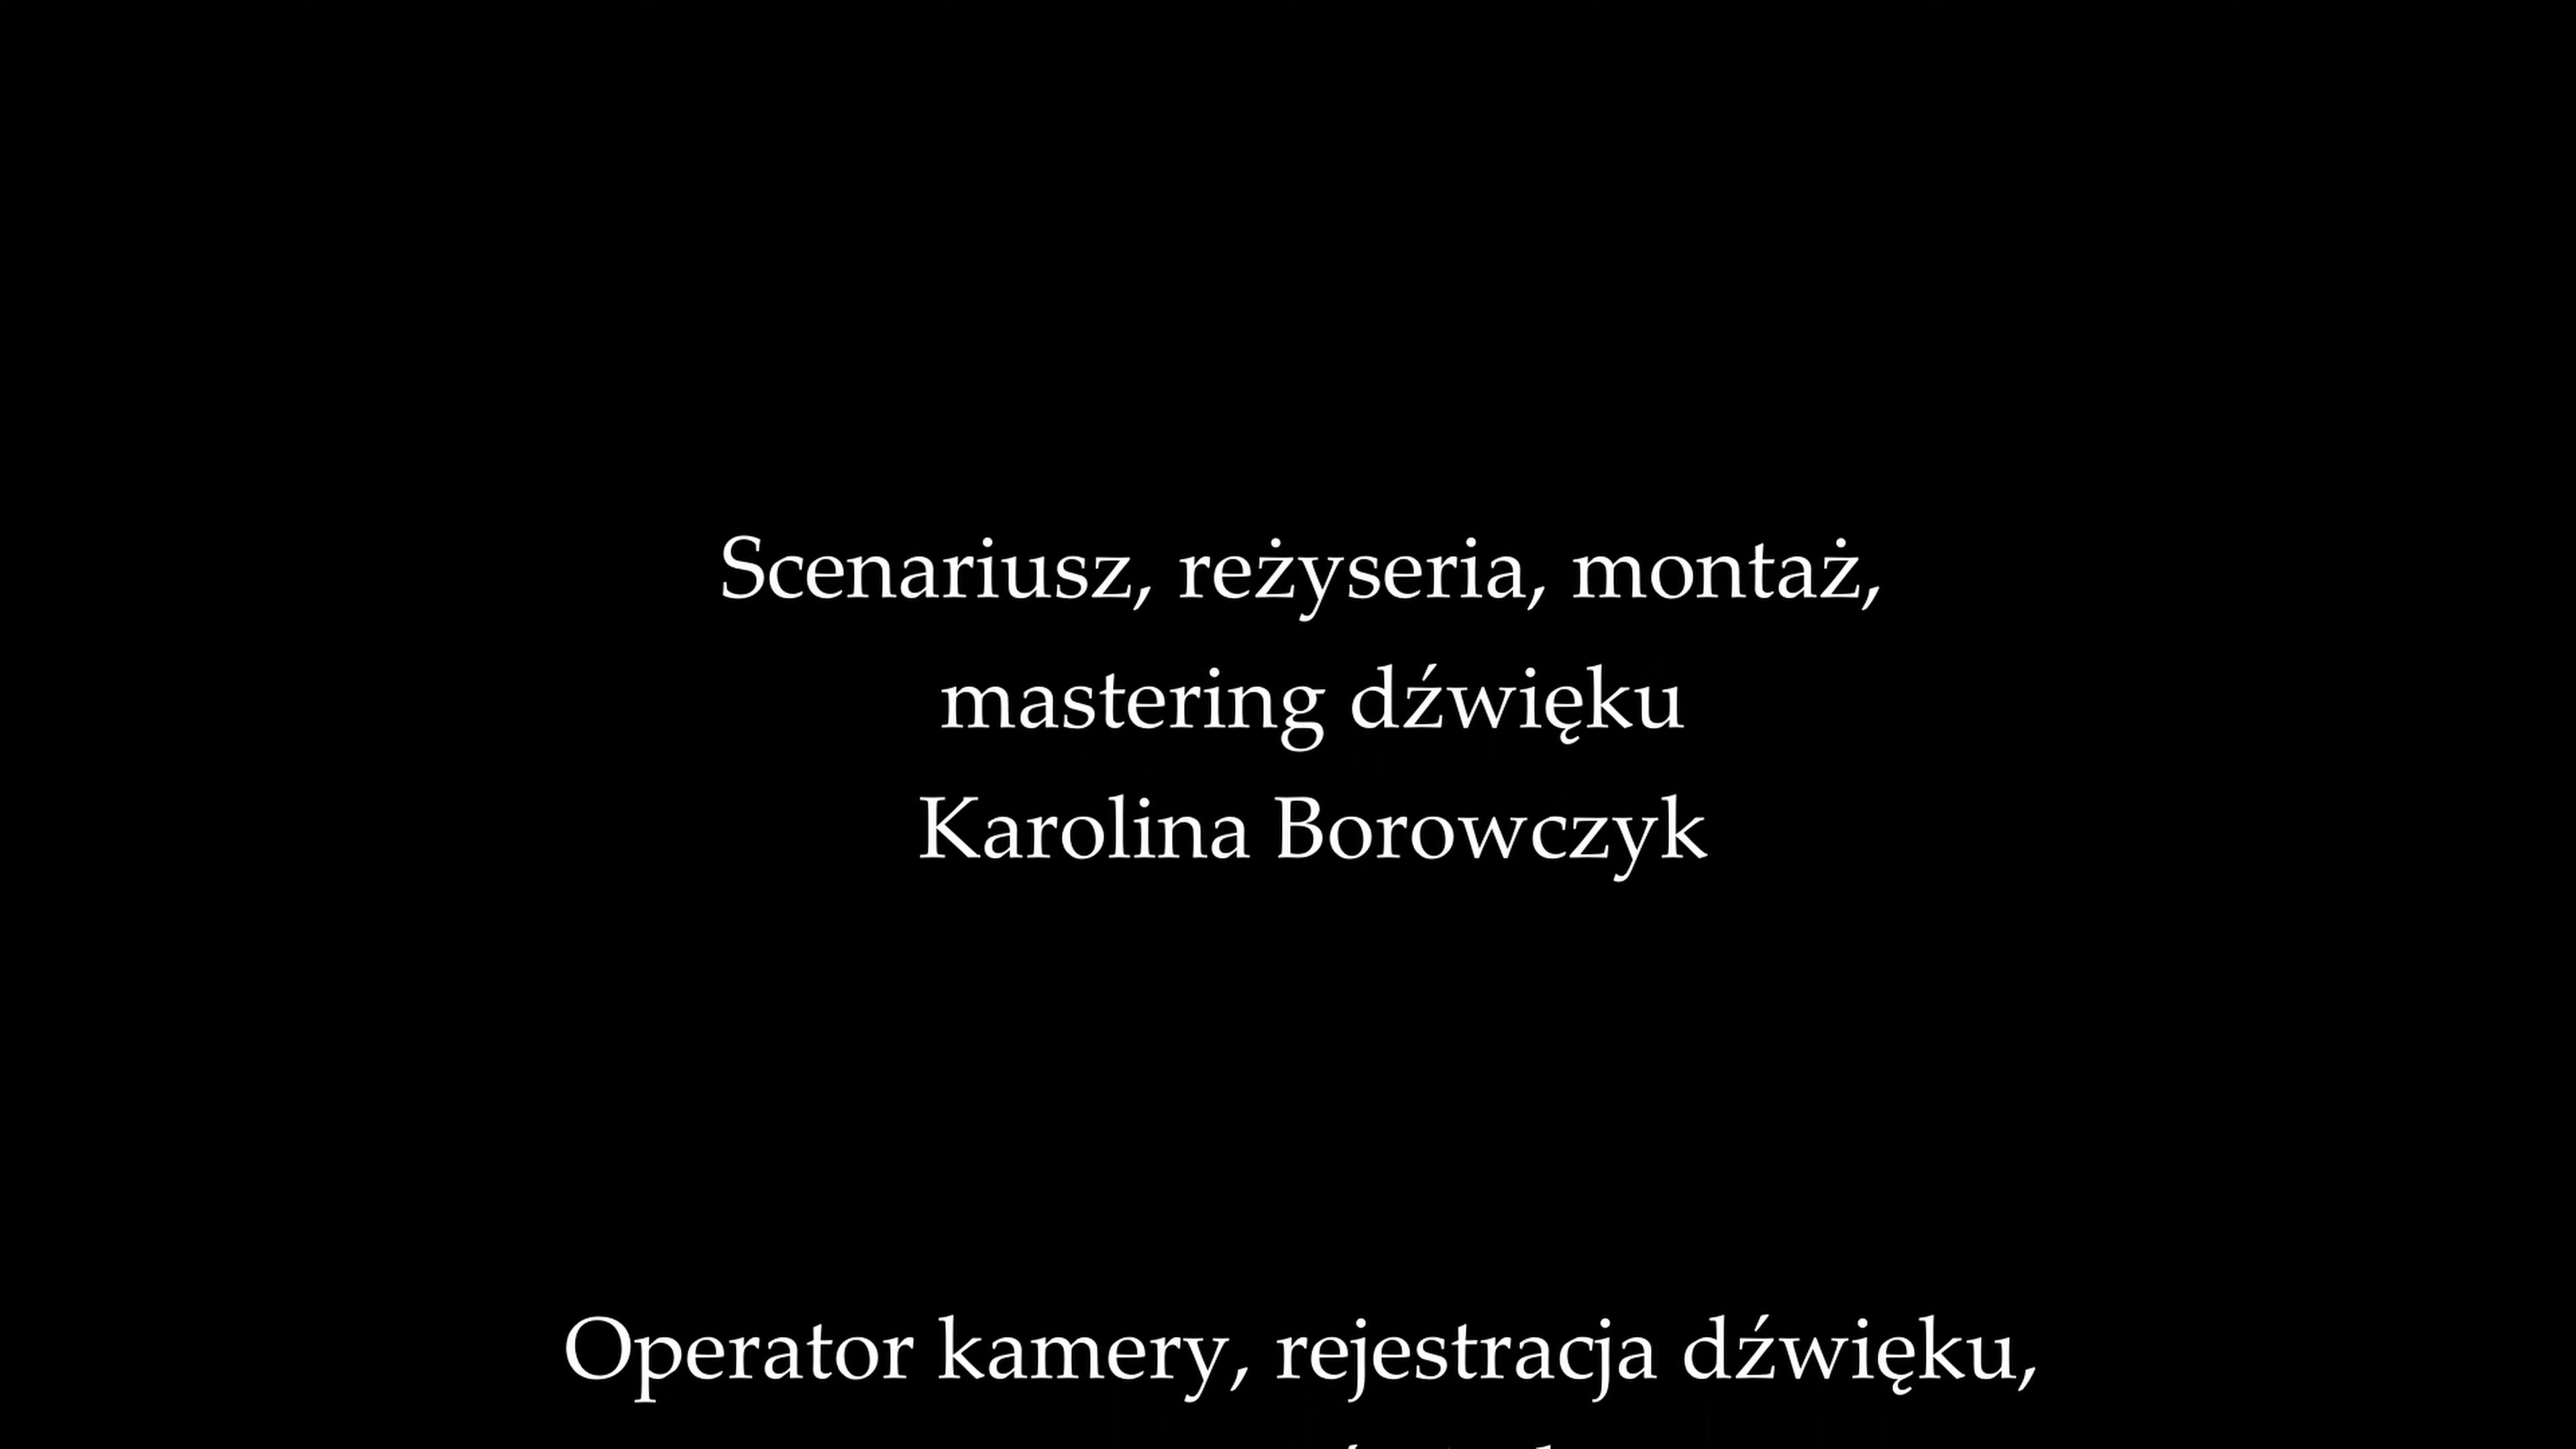 Scenariusz, reżyseria, montaż,
mastering dźwięku
Karolina Borowczyk
Operator kamery, rejestracja dźwięku,